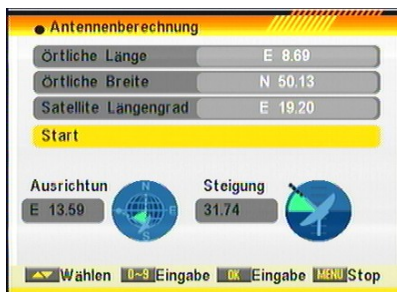 Antennenberechnung
Örtliche Länge E 8.69
Örtliche Breite N 50.13
Satellite Längengrad E 19.20
Start
Ausrichtun Steigung
E 13.59 31.74
N
E
S
Wählen 0~9 Eingabe OK Eingabe MENU Stop